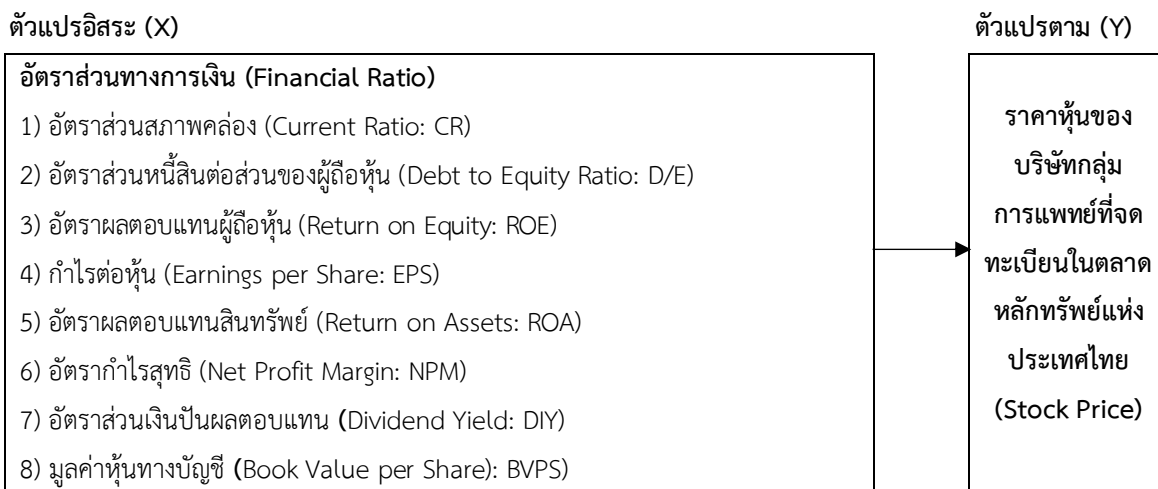 ตัวแปรอิสระ (X)
ตัวแปรตาม (Y)
อัตราส่วนทางการเงิน (Financial Ratio)
1) อัตราส่วนสภาพคล่อง (Current Ratio: CR)
2) อัตราส่วนหนี้สินต่อส่วนของผู้ถือหุ้น (Debt to Equity Ratio: D/E)
3) อัตราผลตอบแทนผู้ถือหุ้น (Return on Equity: ROE)
4) กำไรต่อหุ้น (Earnings per Share: EPS)
5) อัตราผลตอบแทนสินทรัพย์ (Return on Assets: ROA)
6) อัตรากำไรสุทธิ (Net Profit Margin: NPM)
7) อัตราส่วนเงินปันผลตอบแทน (Dividend Yield: DIY)
8) มูลค่าหุ้นทางบัญชี (Book Value per Share): BVPS)
ราคาหุ้นของ
บริษัทกลุ่ม
การแพทย์ที่จด
ทะเบียนในตลาด
หลักทรัพย์แห่ง
ประเทศไทย
(Stock Price)